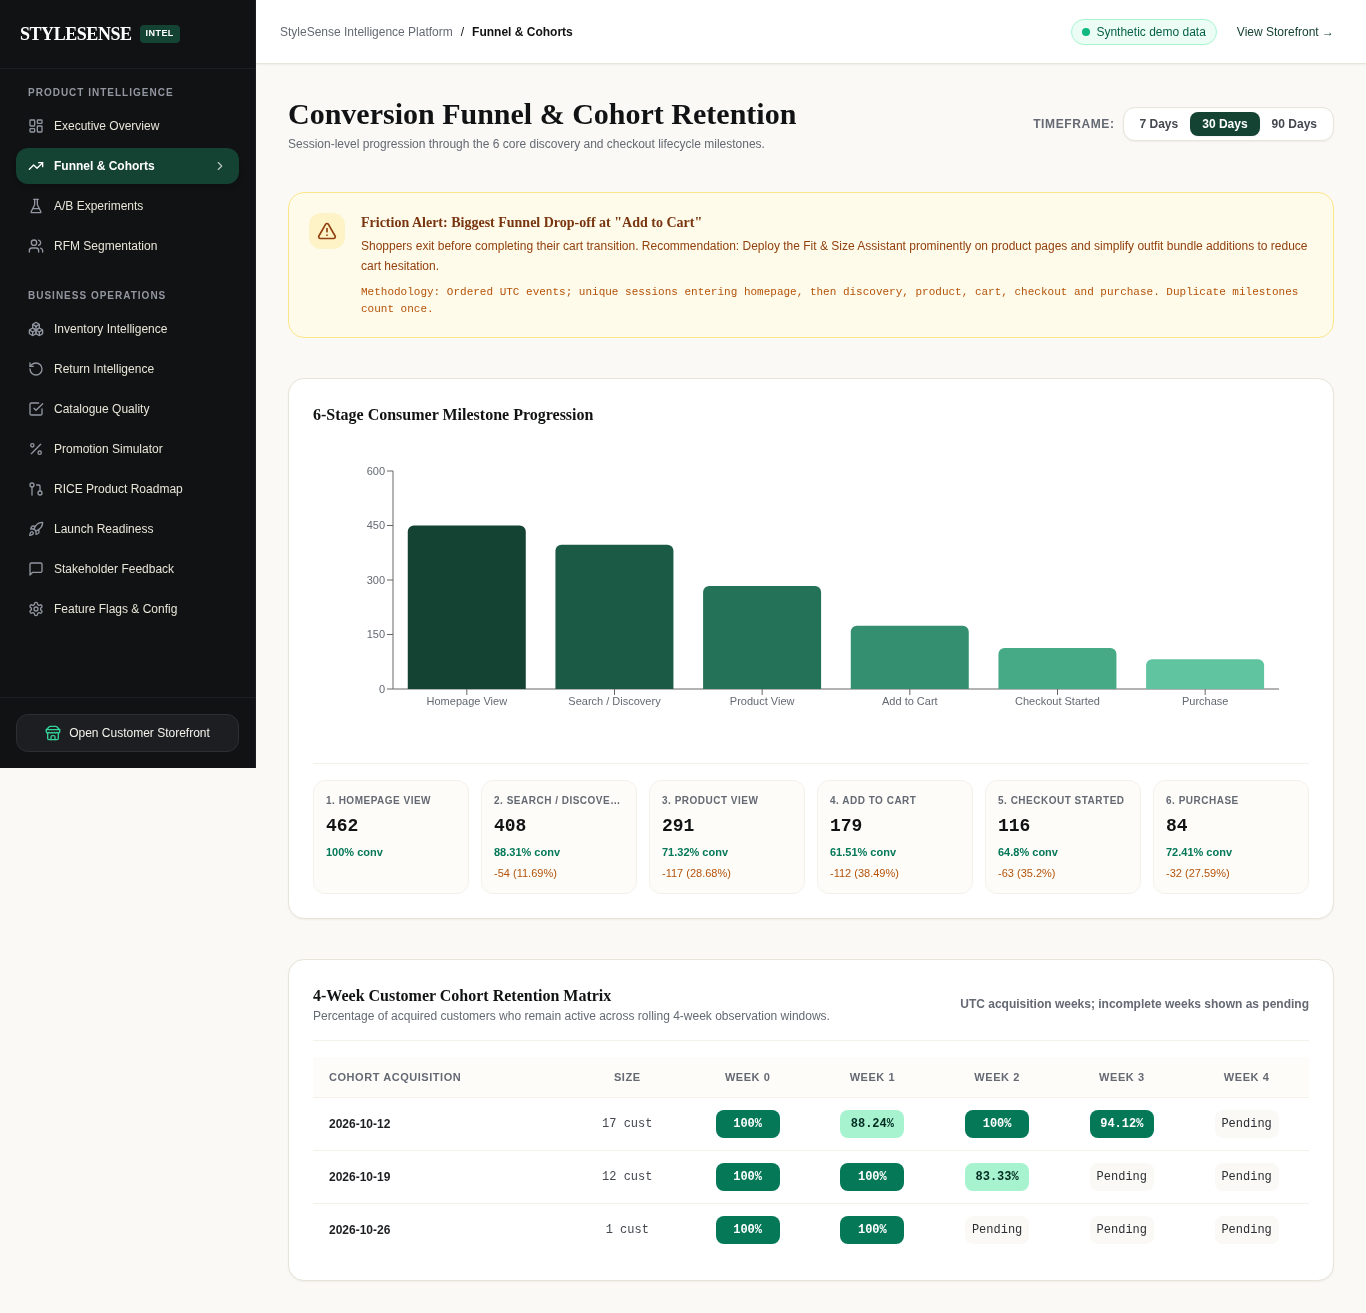 STYLESENSE INTEL
PRODUCT INTELLIGENCE
Executive Overview
Funnel & Cohorts
A/B Experiments
RFM Segmentation
BUSINESS OPERATIONS
Inventory Intelligence
Return Intelligence
Catalogue Quality
Promotion Simulator
RICE Product Roadmap
Launch Readiness
Stakeholder Feedback
Feature Flags & Config
Open Customer Storefront
StyleSense Intelligence Platform / Funnel & Cohorts
Synthetic demo data
View Storefront →
Conversion Funnel & Cohort Retention
Session-level progression through the 6 core discovery and checkout lifecycle milestones.
TIMEFRAME: 7 Days 30 Days 90 Days
Friction Alert: Biggest Funnel Drop-off at "Add to Cart"
Shoppers exit before completing their cart transition. Recommendation: Deploy the Fit & Size Assistant prominently on product pages and simplify outfit bundle additions to reduce
cart hesitation.
Methodology: Ordered UTC events; unique sessions entering homepage, then discovery, product, cart, checkout and purchase. Duplicate milestones
count once.
6-Stage Consumer Milestone Progression
600
450
300
150
0
Homepage View Search / Discovery Product View Add to Cart Checkout Started Purchase
1. HOMEPAGE VIEW
462
100% conv
2. SEARCH / DISCOVE...
408
88.31% conv
-54 (11.69%)
3. PRODUCT VIEW
291
71.32% conv
-117 (28.68%)
4. ADD TO CART
179
61.51% conv
-112 (38.49%)
5. CHECKOUT STARTED
116
64.8% conv
-63 (35.2%)
6. PURCHASE
84
72.41% conv
-32 (27.59%)
4-Week Customer Cohort Retention Matrix
Percentage of acquired customers who remain active across rolling 4-week observation windows.
UTC acquisition weeks; incomplete weeks shown as pending
COHORT ACQUISITION SIZE WEEK 0 WEEK 1 WEEK 2 WEEK 3 WEEK 4
2026-10-12 17 cust 100% 88.24% 100% 94.12% Pending
2026-10-19 12 cust 100% 100% 83.33% Pending Pending
2026-10-26 1 cust 100% 100% Pending Pending Pending